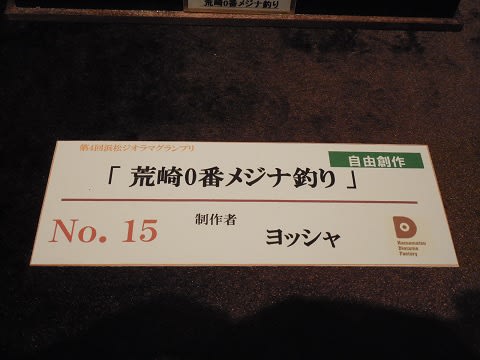 荒崎0番メジナ釣り
第4回浜松ジオラマグランプリ
自由創作
「 荒崎0番メジナ釣り 」
No. 15
制作者
ヨッシャ
Hamamatsu
Diorama
Factory